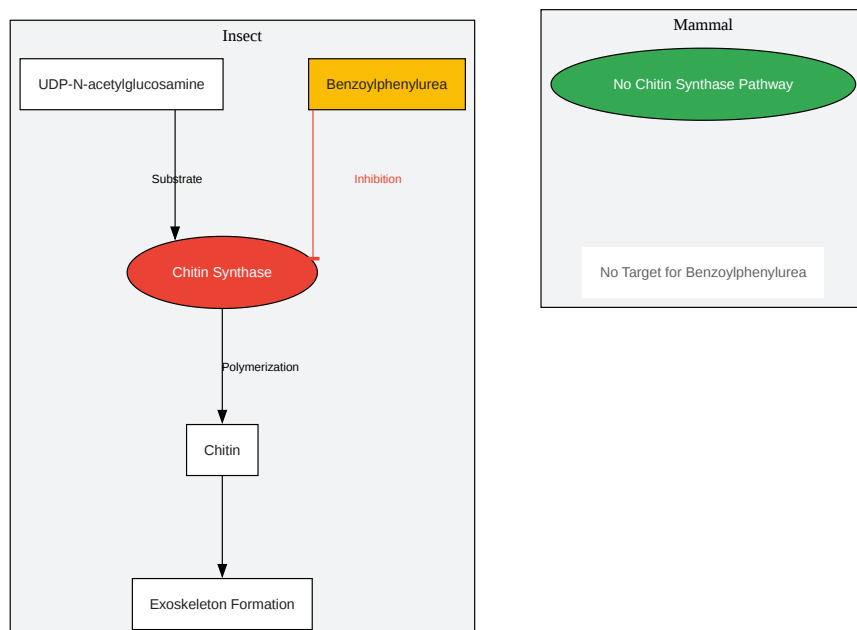 Insect
UDP-N-acetylglucosamine
Benzoylphenylurea
Substrate
Inhibition
Chitin Synthase
Polymerization
Chitin
Exoskeleton Formation
Mammal
No Chitin Synthase Pathway
No Target for Benzoylphenylurea